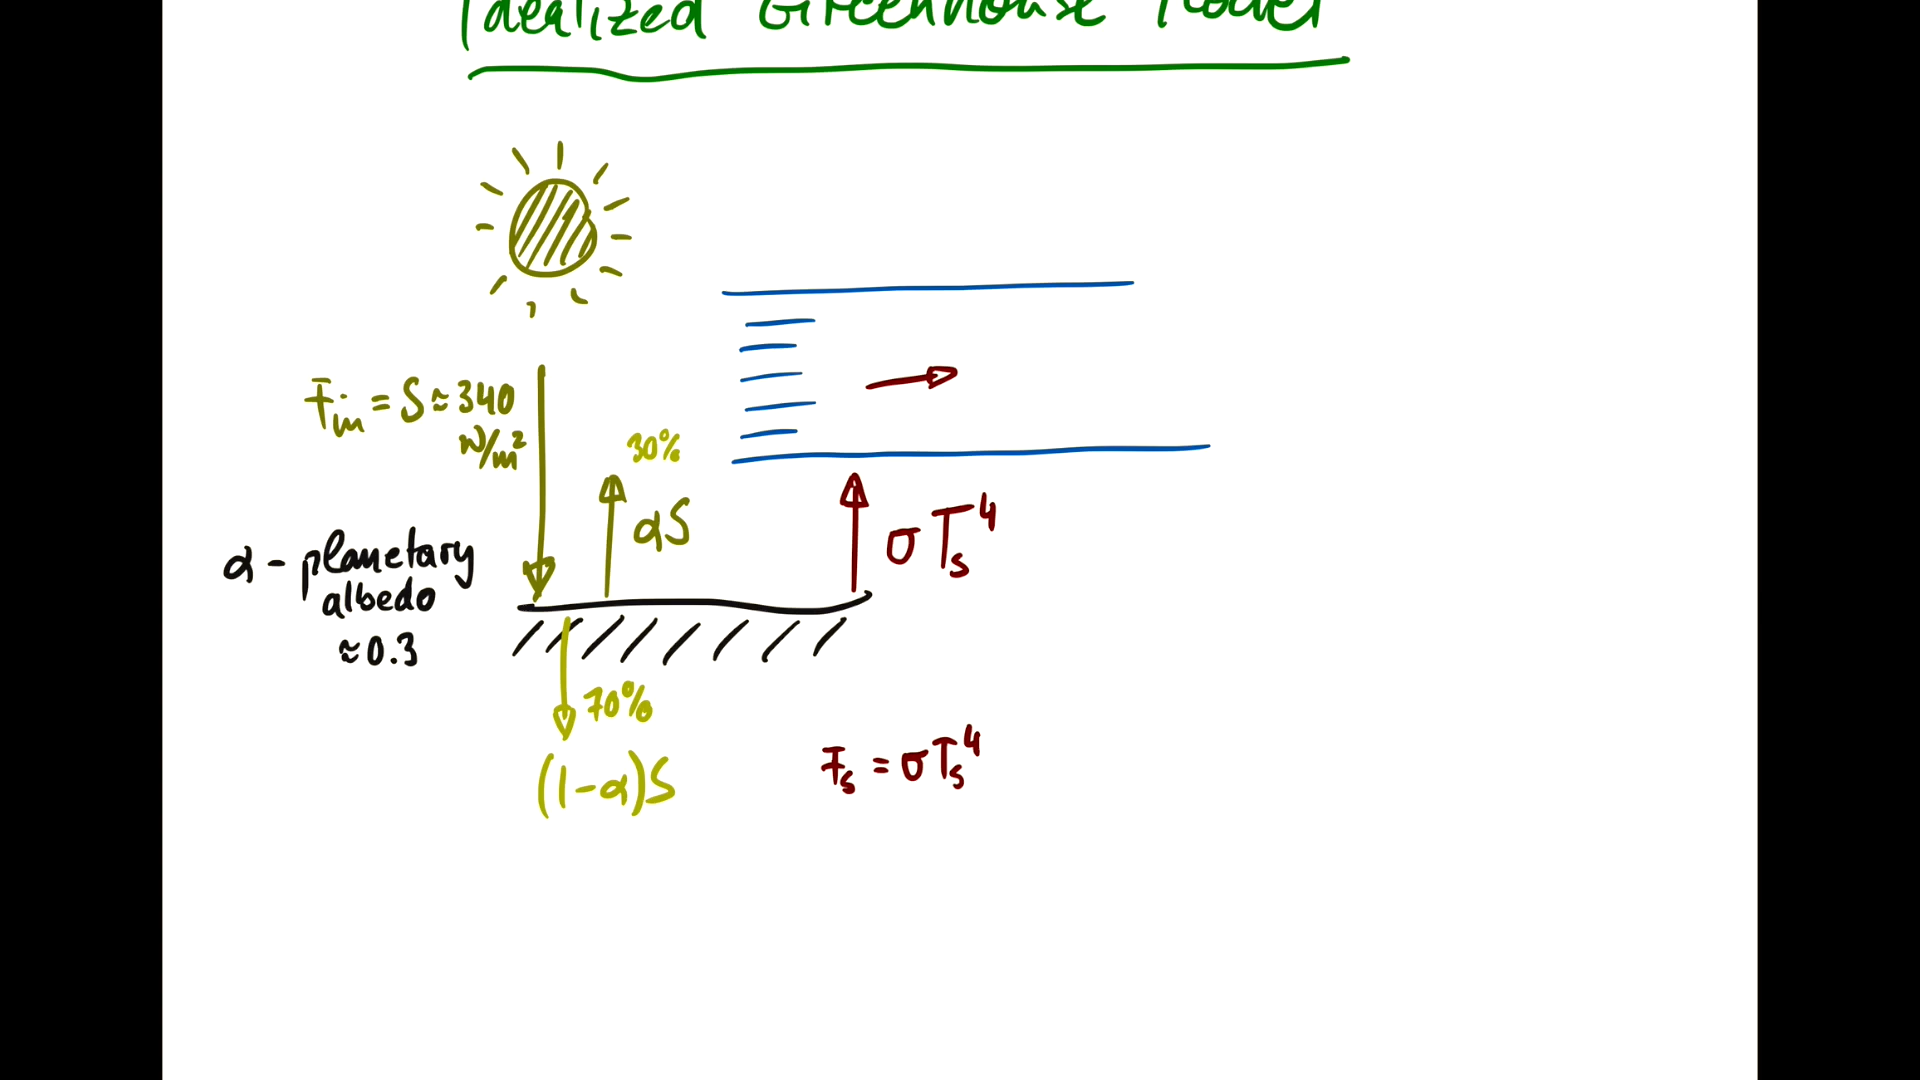 Idealized Greenhouse Model
F_in = S ≈ 340
W/m²
30%
αS
σT_s⁴
α - planetary
albedo
≈ 0.3
70%
(1-α)S
F_s = σT_s⁴